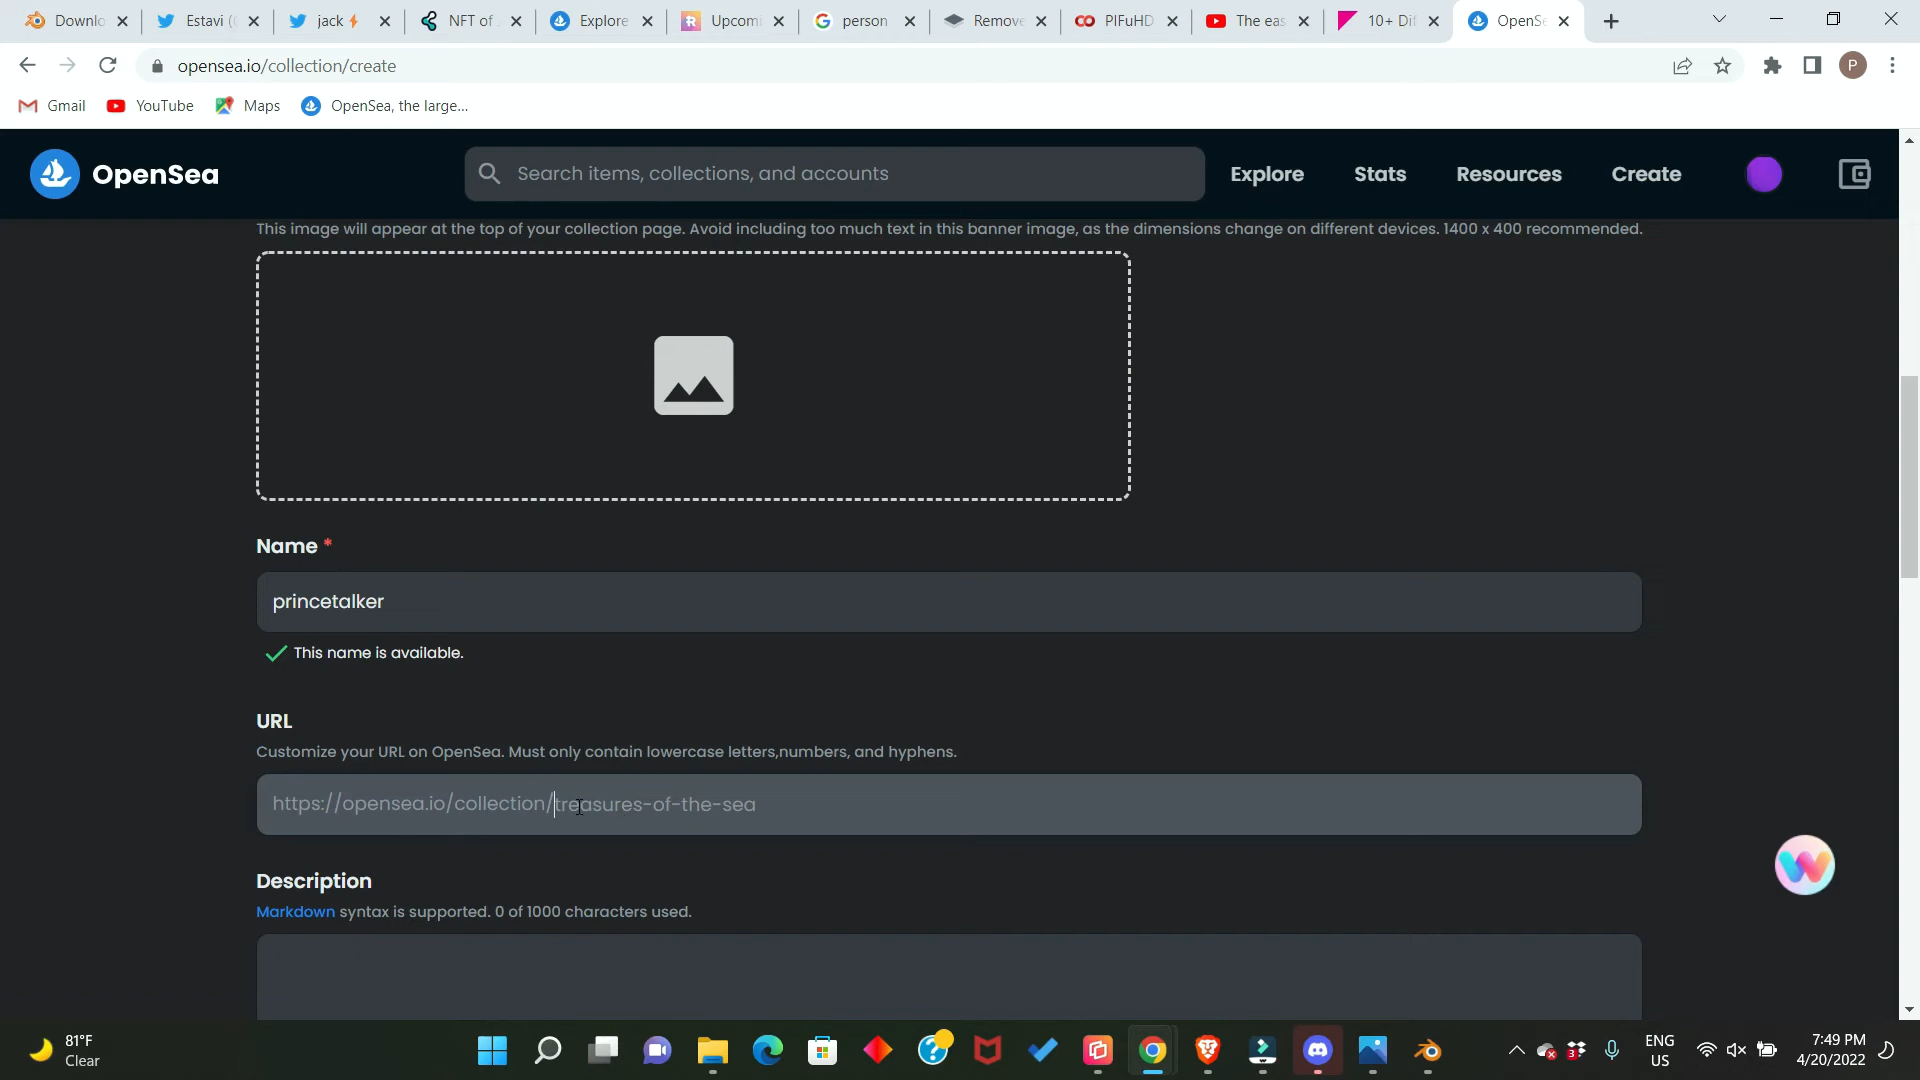 Downlo
Estavi (
jack
NFT of
Explore
Upcomi
person
Remove
PIFuHD
The eas
10+ Dif
OpenSe
opensea.io/collection/create
P
Gmail
YouTube
Maps
OpenSea, the large...
OpenSea
Search items, collections, and accounts
Explore
Stats
Resources
Create
This image will appear at the top of your collection page. Avoid including too much text in this banner image, as the dimensions change on different devices. 1400 x 400 recommended.
Name *
princetalker
This name is available.
URL
Customize your URL on OpenSea. Must only contain lowercase letters,numbers, and hyphens.
https://opensea.io/collection/treasures-of-the-sea
Description
Markdown syntax is supported. 0 of 1000 characters used.
81°F
Clear
3
ENG
US
7:49 PM
4/20/2022